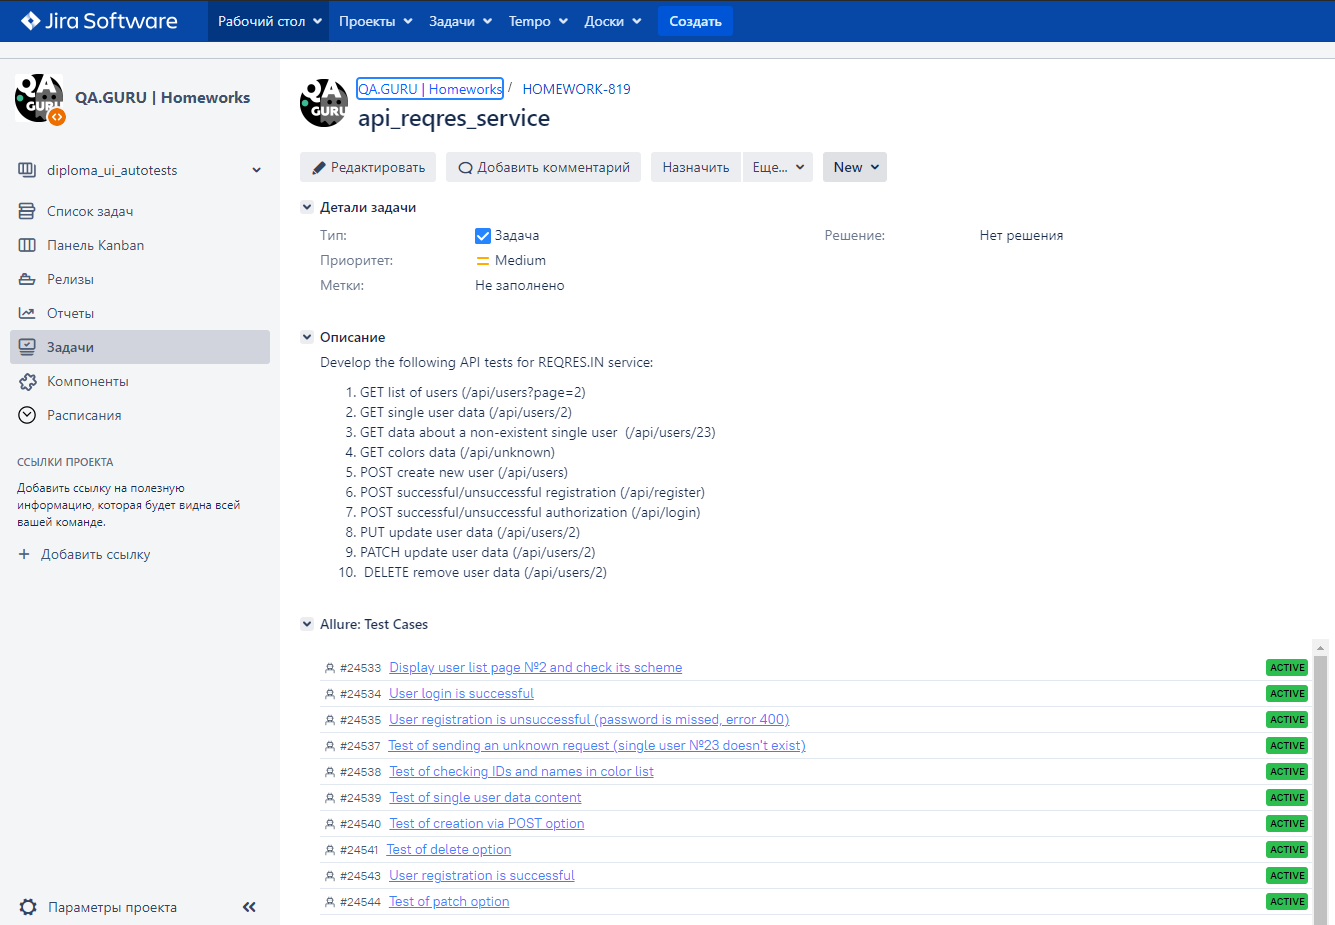 Jira Software Рабочий стол Проекты Задачи Tempo Доски Создать
QA GURU
QA.GURU | Homeworks
diploma_ui_autotests
Список задач
Панель Kanban
Релизы
Отчеты
Задачи
Компоненты
Расписания
ССЫЛКИ ПРОЕКТА
Добавить ссылку на полезную
информацию, которая будет видна всей
вашей команде.
+ Добавить ссылку
Параметры проекта
QA GURU
QA.GURU | Homeworks / HOMEWORK-819
api_reqres_service
Редактировать Добавить комментарий Назначить Еще... New
Детали задачи
Тип: Задача Решение: Нет решения
Приоритет: Medium
Метки: Не заполнено
Описание
Develop the following API tests for REQRES.IN service:
1. GET list of users (/api/users?page=2)
2. GET single user data (/api/users/2)
3. GET data about a non-existent single user (/api/users/23)
4. GET colors data (/api/unknown)
5. POST create new user (/api/users)
6. POST successful/unsuccessful registration (/api/register)
7. POST successful/unsuccessful authorization (/api/login)
8. PUT update user data (/api/users/2)
9. PATCH update user data (/api/users/2)
10. DELETE remove user data (/api/users/2)
Allure: Test Cases
#24533 Display user list page №2 and check its scheme ACTIVE
#24534 User login is successful ACTIVE
#24535 User registration is unsuccessful (password is missed, error 400) ACTIVE
#24537 Test of sending an unknown request (single user №23 doesn't exist) ACTIVE
#24538 Test of checking IDs and names in color list ACTIVE
#24539 Test of single user data content ACTIVE
#24540 Test of creation via POST option ACTIVE
#24541 Test of delete option ACTIVE
#24543 User registration is successful ACTIVE
#24544 Test of patch option ACTIVE